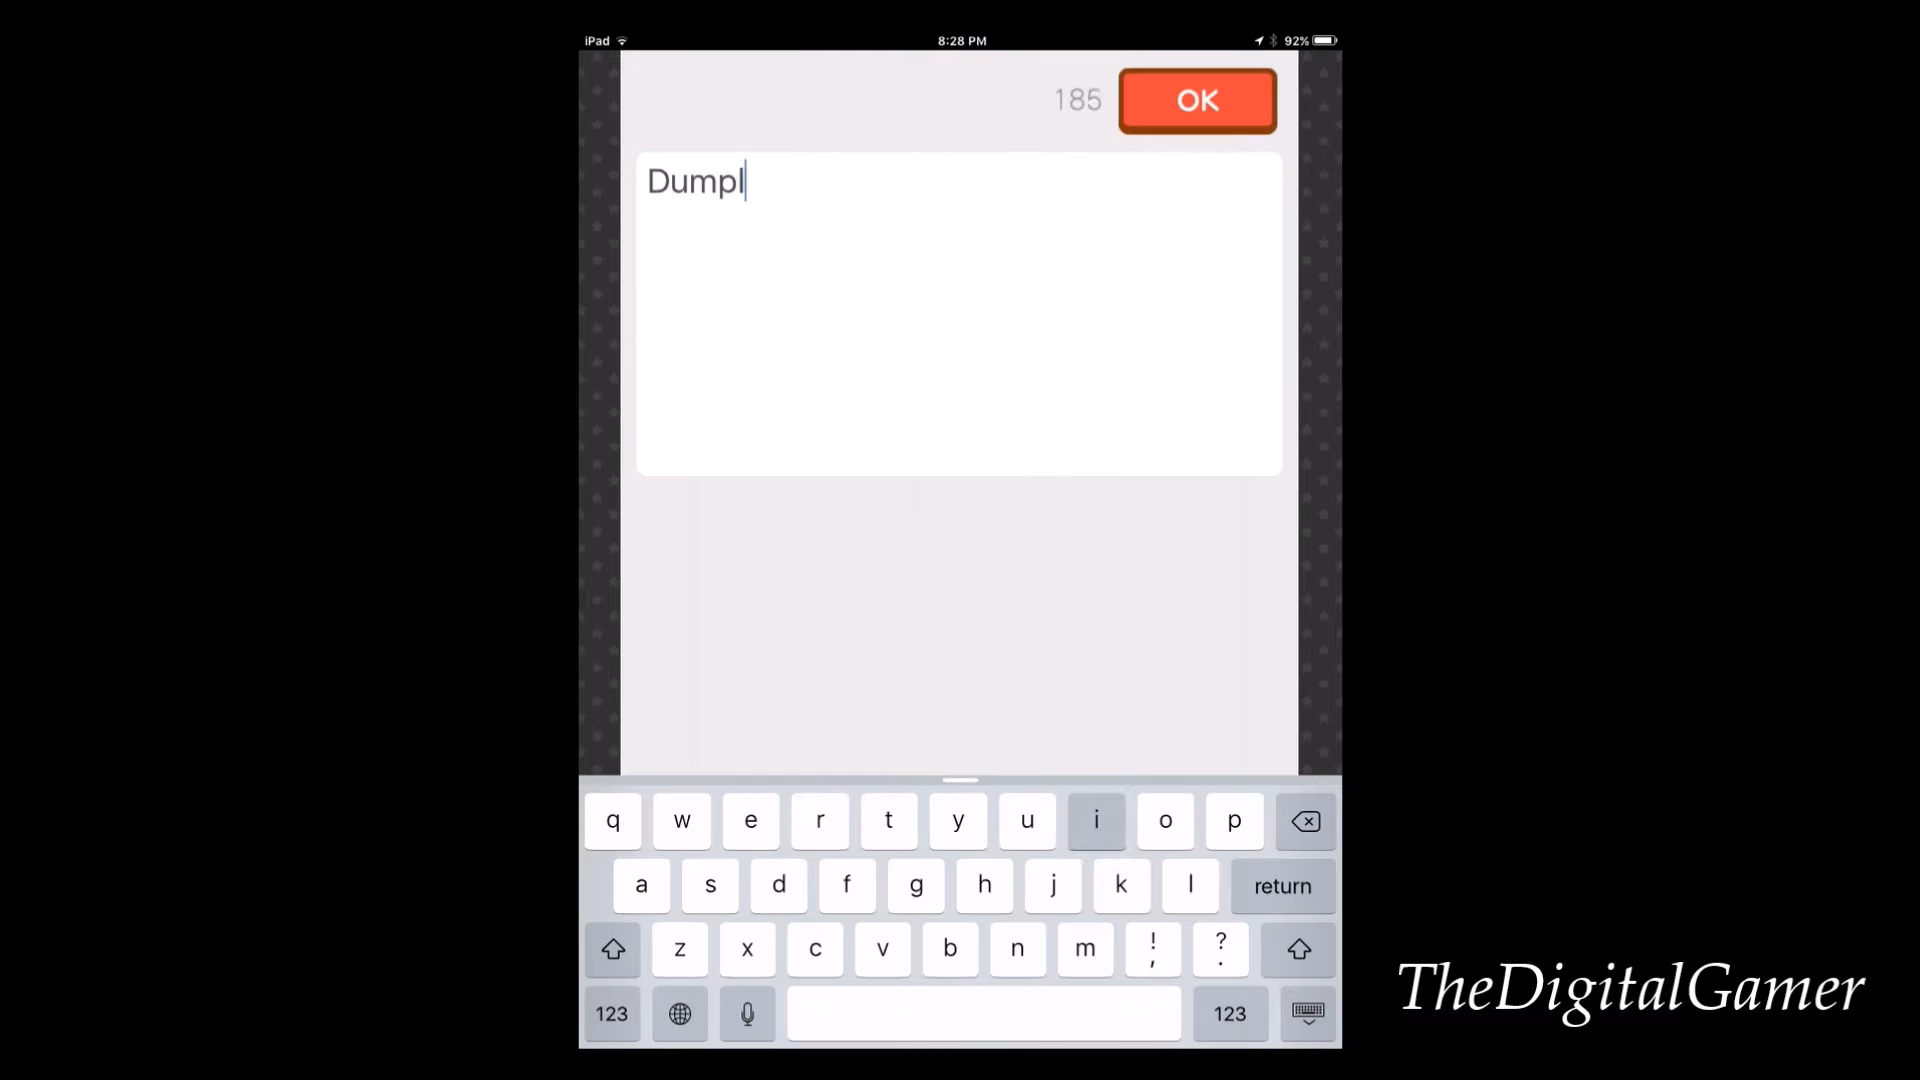 iPad 8:28 PM 92%
185 OK
Dumpl
q w e r t y u i o p
a s d f g h j k l return
z x c v b n m ! , ? .
123 123
TheDigitalGamer